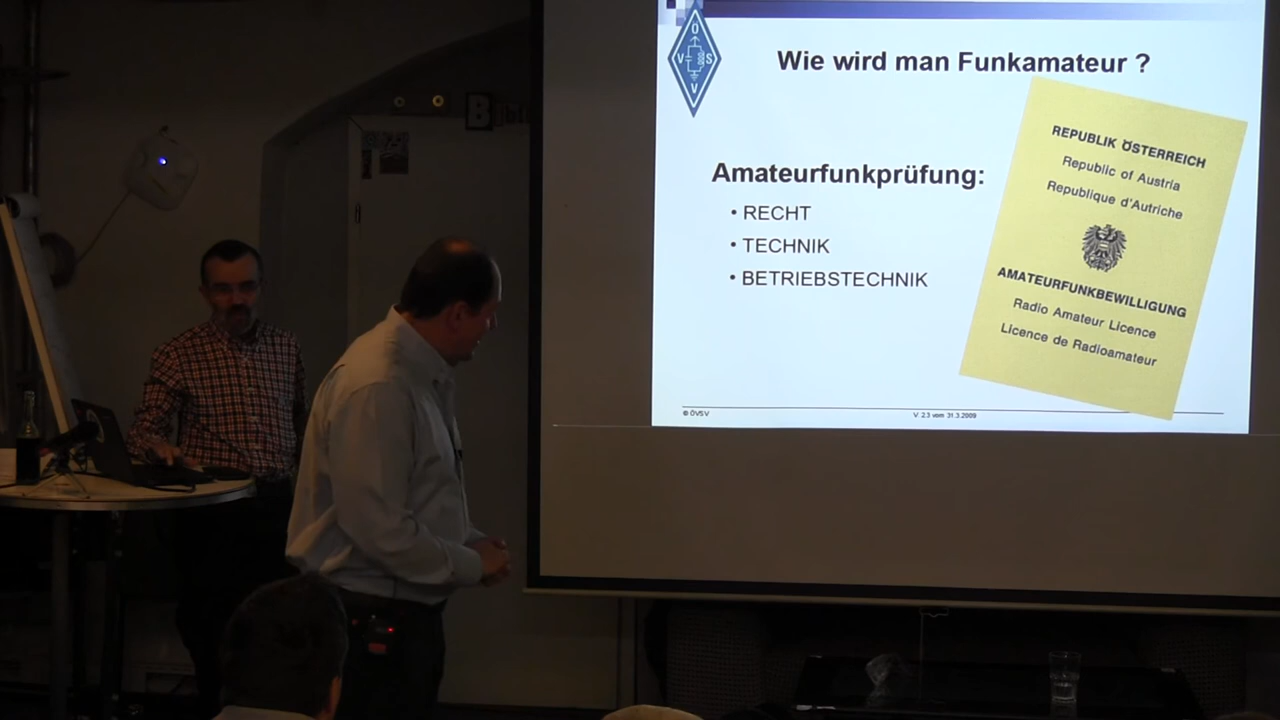 Ö
V S
V
Wie wird man Funkamateur ?
Amateurfunkprüfung:
• RECHT
• TECHNIK
• BETRIEBSTECHNIK
REPUBLIK ÖSTERREICH
Republic of Austria
Republique d'Autriche
AMATEURFUNKBEWILLIGUNG
Radio Amateur Licence
Licence de Radioamateur
© ÖVSV
V 2.3 vom 31.3.2009
B